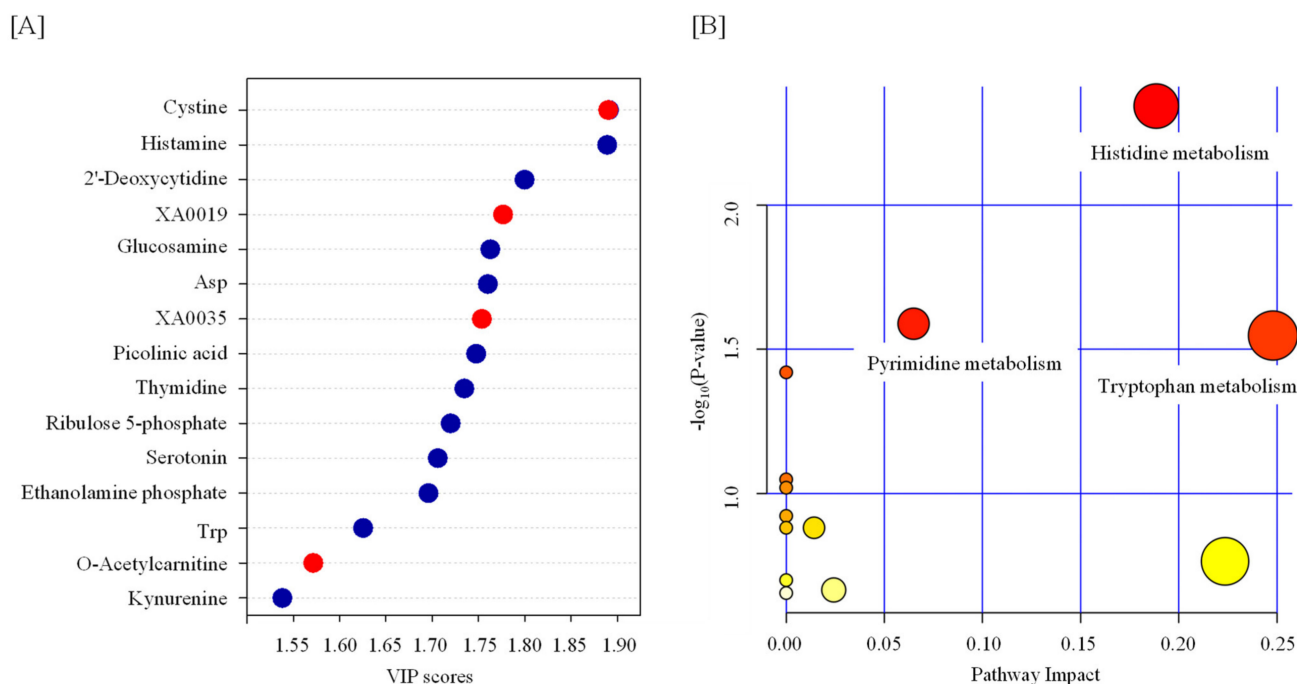 [A]
Cystine
Histamine
2'-Deoxycytidine
XA0019
Glucosamine
Asp
XA0035
Picolinic acid
Thymidine
Ribulose 5-phosphate
Serotonin
Ethanolamine phosphate
Trp
O-Acetylcarnitine
Kynurenine
1.55 1.60 1.65 1.70 1.75 1.80 1.85 1.90
VIP scores
[B]
Histidine metabolism
Pyrimidine metabolism
Tryptophan metabolism
-log10(P-value)
2.0
1.5
1.0
0.00 0.05 0.10 0.15 0.20 0.25
Pathway Impact